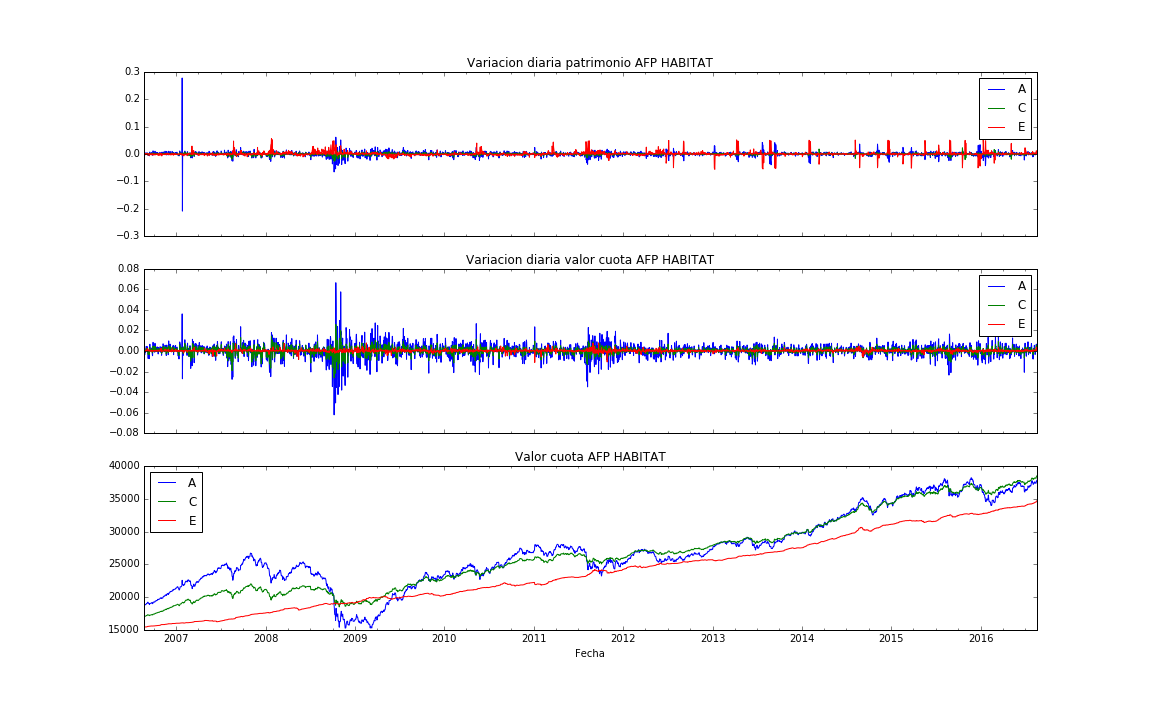 Variacion diaria patrimonio AFP HABITAT
0.3
0.2
0.1
0.0
−0.1
−0.2
−0.3
A
C
E
Variacion diaria valor cuota AFP HABITAT
0.08
0.06
0.04
0.02
0.00
−0.02
−0.04
−0.06
−0.08
A
C
E
Valor cuota AFP HABITAT
40000
35000
30000
25000
20000
15000
A
C
E
2007 2008 2009 2010 2011 2012 2013 2014 2015 2016
Fecha